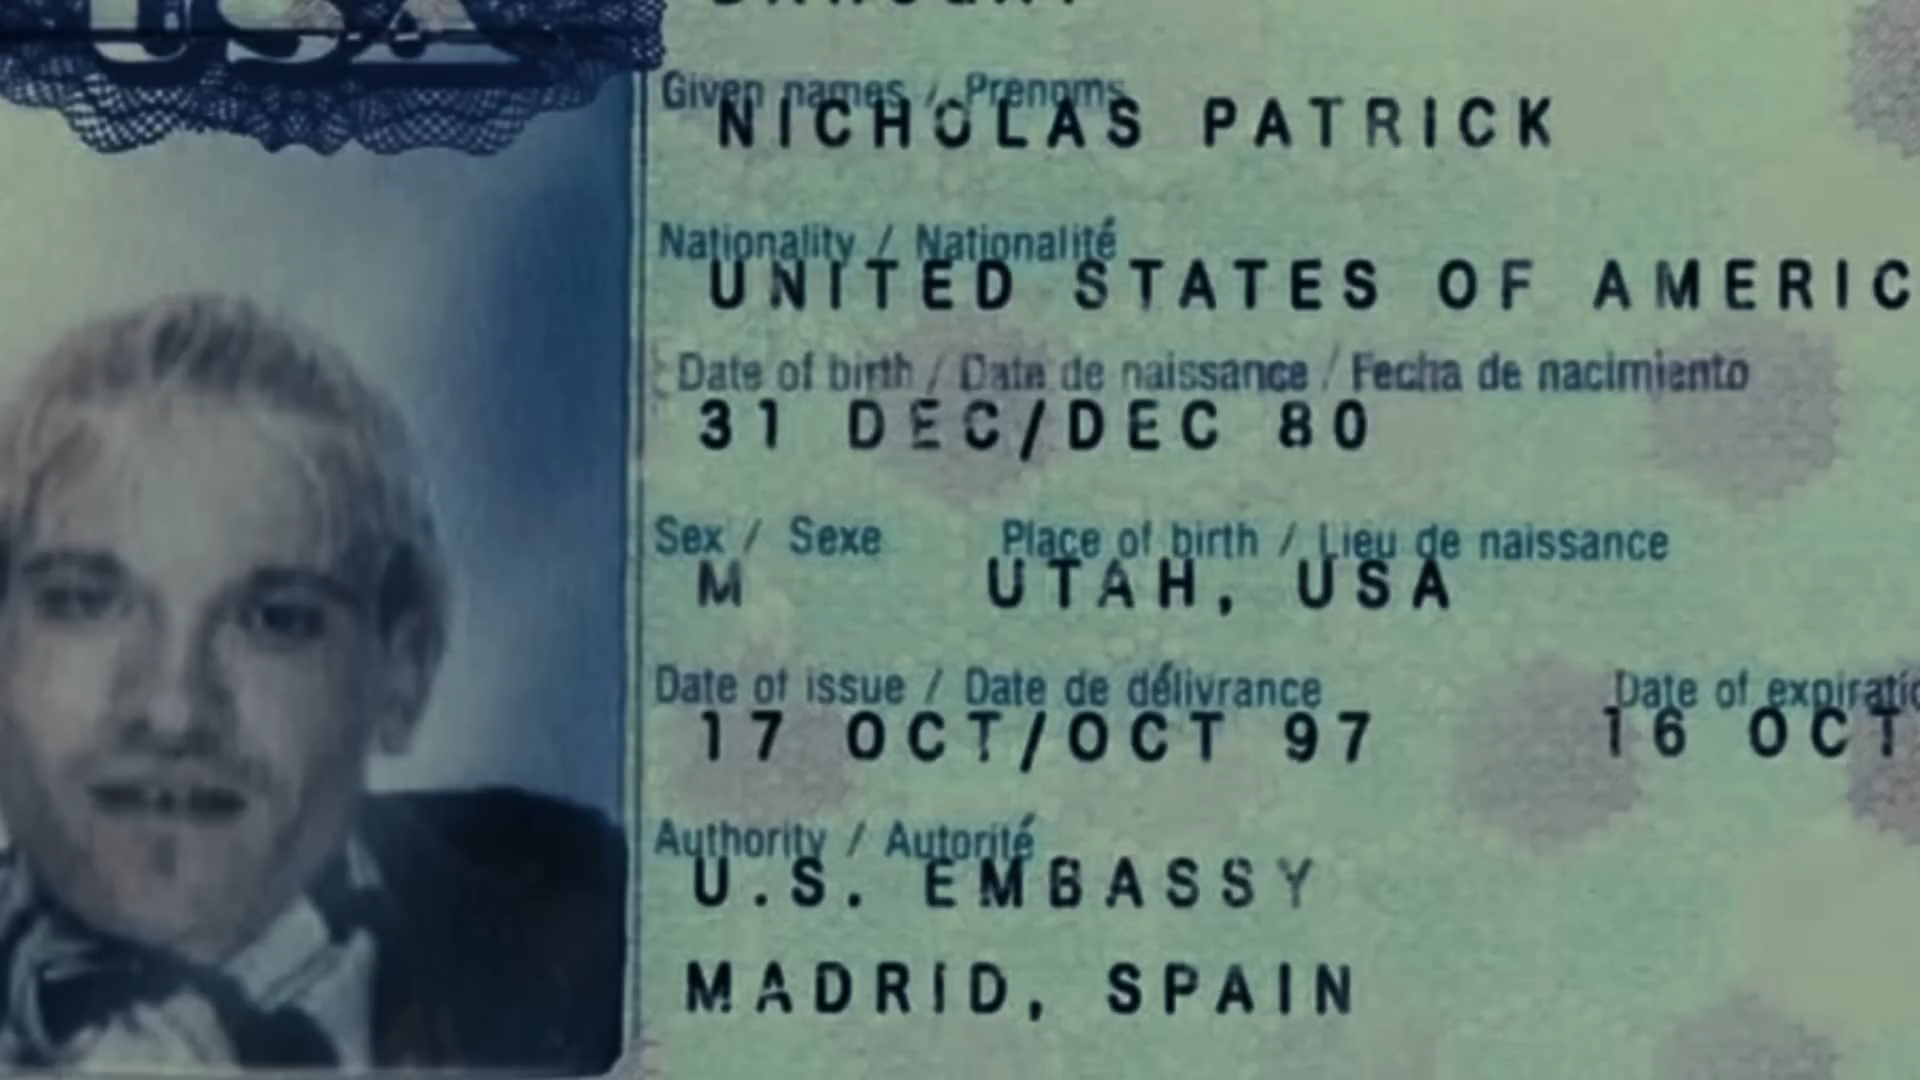 USA
Given names / Prenoms
NICHOLAS PATRICK
Nationality / Nationalité
UNITED STATES OF AMERIC
Date of birth / Date de naissance / Fecha de nacimiento
31 DEC/DEC 80
Sex / Sexe Place of birth / Lieu de naissance
M UTAH, USA
Date of issue / Date de délivrance Date of expiratio
17 OCT/OCT 97 16 OCT
Authority / Autorité
U.S. EMBASSY
MADRID, SPAIN